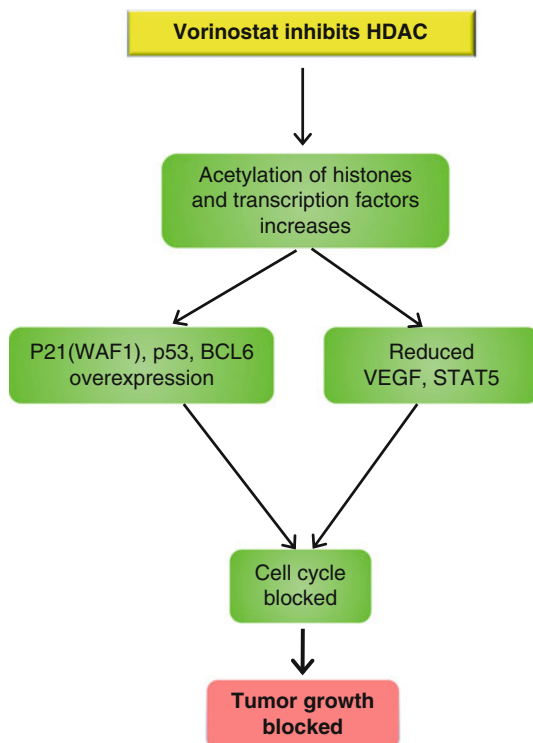 Vorinostat inhibits HDAC
Acetylation of histones
and transcription factors
increases
P21(WAF1), p53, BCL6
overexpression
Reduced
VEGF, STAT5
Cell cycle
blocked
Tumor growth
blocked